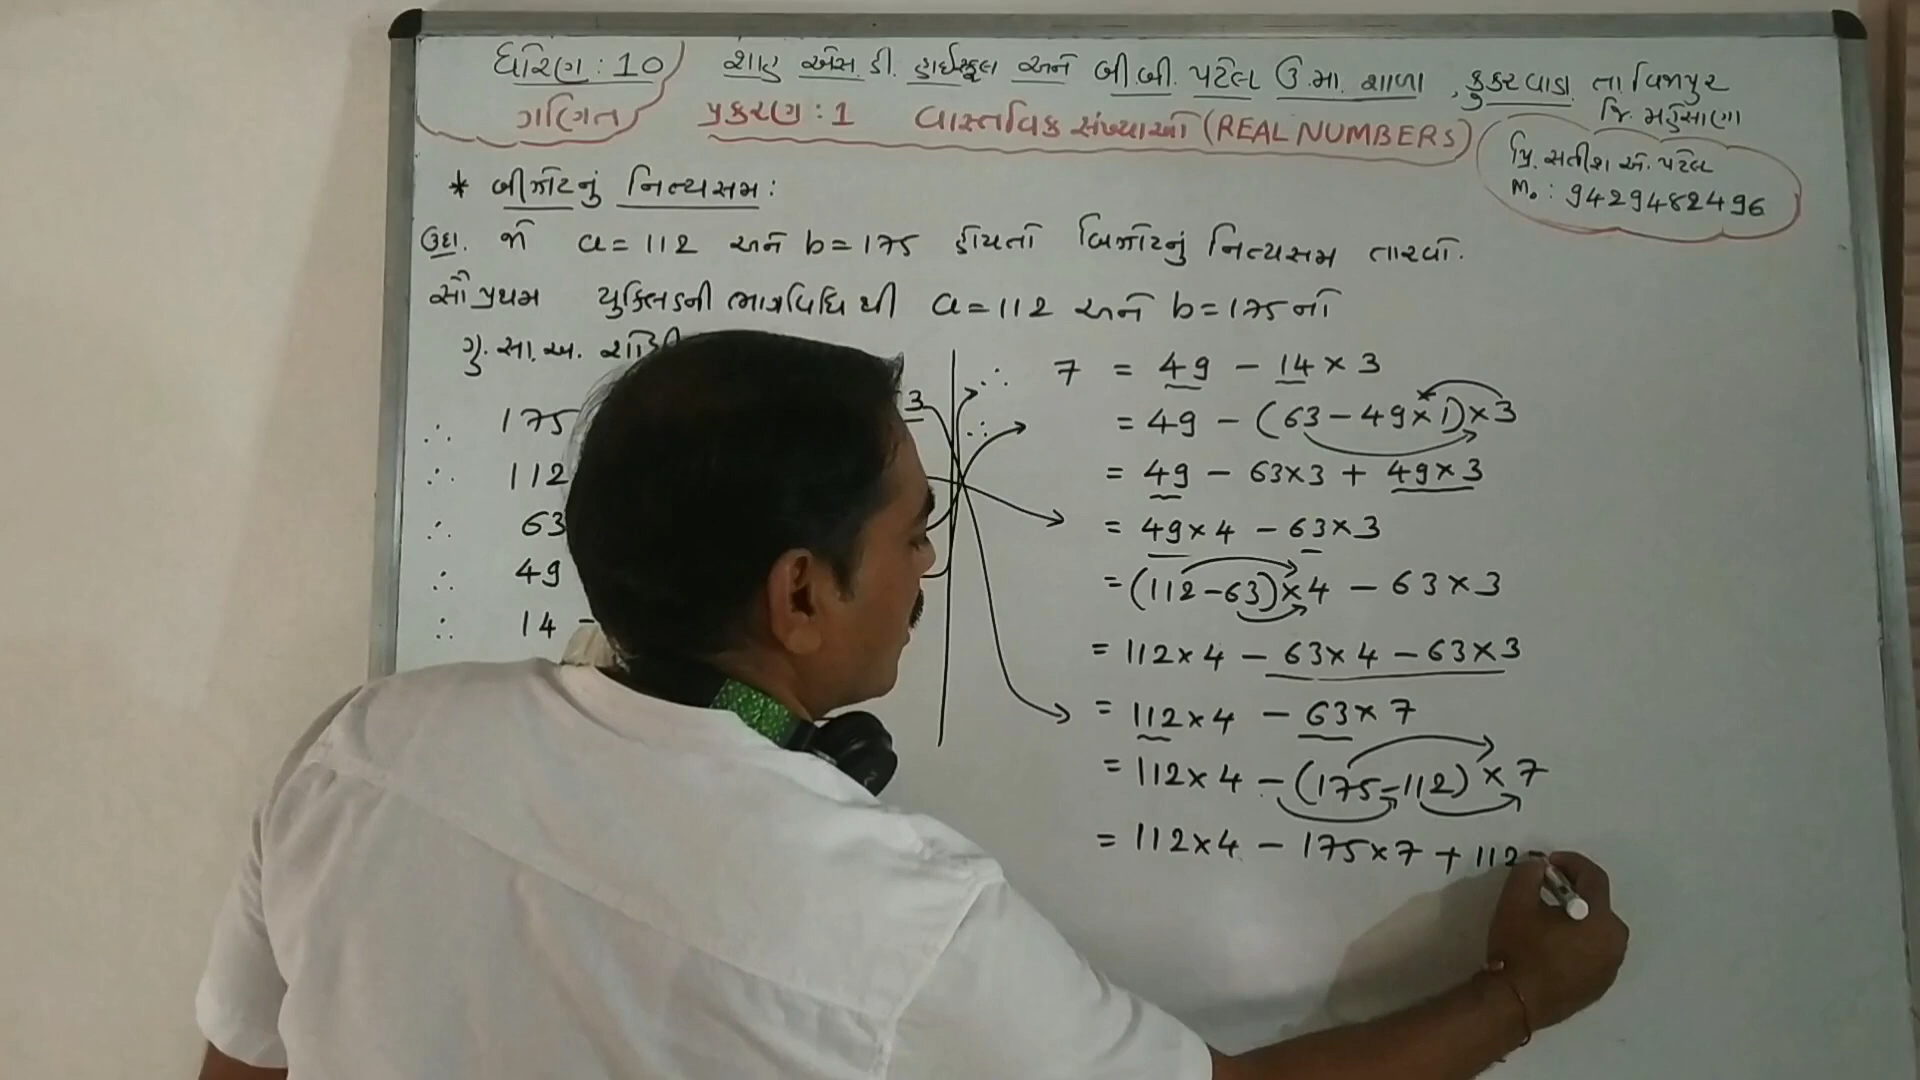 ધોરણ : 10 શાહ એસ.ડી. હાઈસ્કૂલ અને બી.બી. પટેલ ઉ.મા. શાળા , કુકરવાડા તા. વિજાપુર
જિ. મહેસાણા
ગણિત પ્રકરણ : 1 વાસ્તવિક સંખ્યાઓ (REAL NUMBERS)
પ્રિ. સતીશ એ. પટેલ
M. : 9429482496
* બીઝોટનું નિત્યસમ :
ઉદા. જો a = 112 અને b = 175 હોયતો બિઝોટનું નિત્યસમ તારવો.
સૌ પ્રથમ યુક્લિડની ભાગવિધિ થી a = 112 અને b = 175 નો
ગુ. સા. અ.
∴ 175
3
∴ 112
∴ 63
∴ 49
∴ 14 -
∴ 7 = 49 - 14 × 3
∴ = 49 - (63 - 49 × 1) × 3
= 49 - 63×3 + 49×3
= 49×4 - 63×3
= (112-63)×4 - 63×3
= 112×4 - 63×4 - 63×3
= 112×4 - 63×7
= 112×4 - (175-112) × 7
= 112×4 - 175×7 + 112